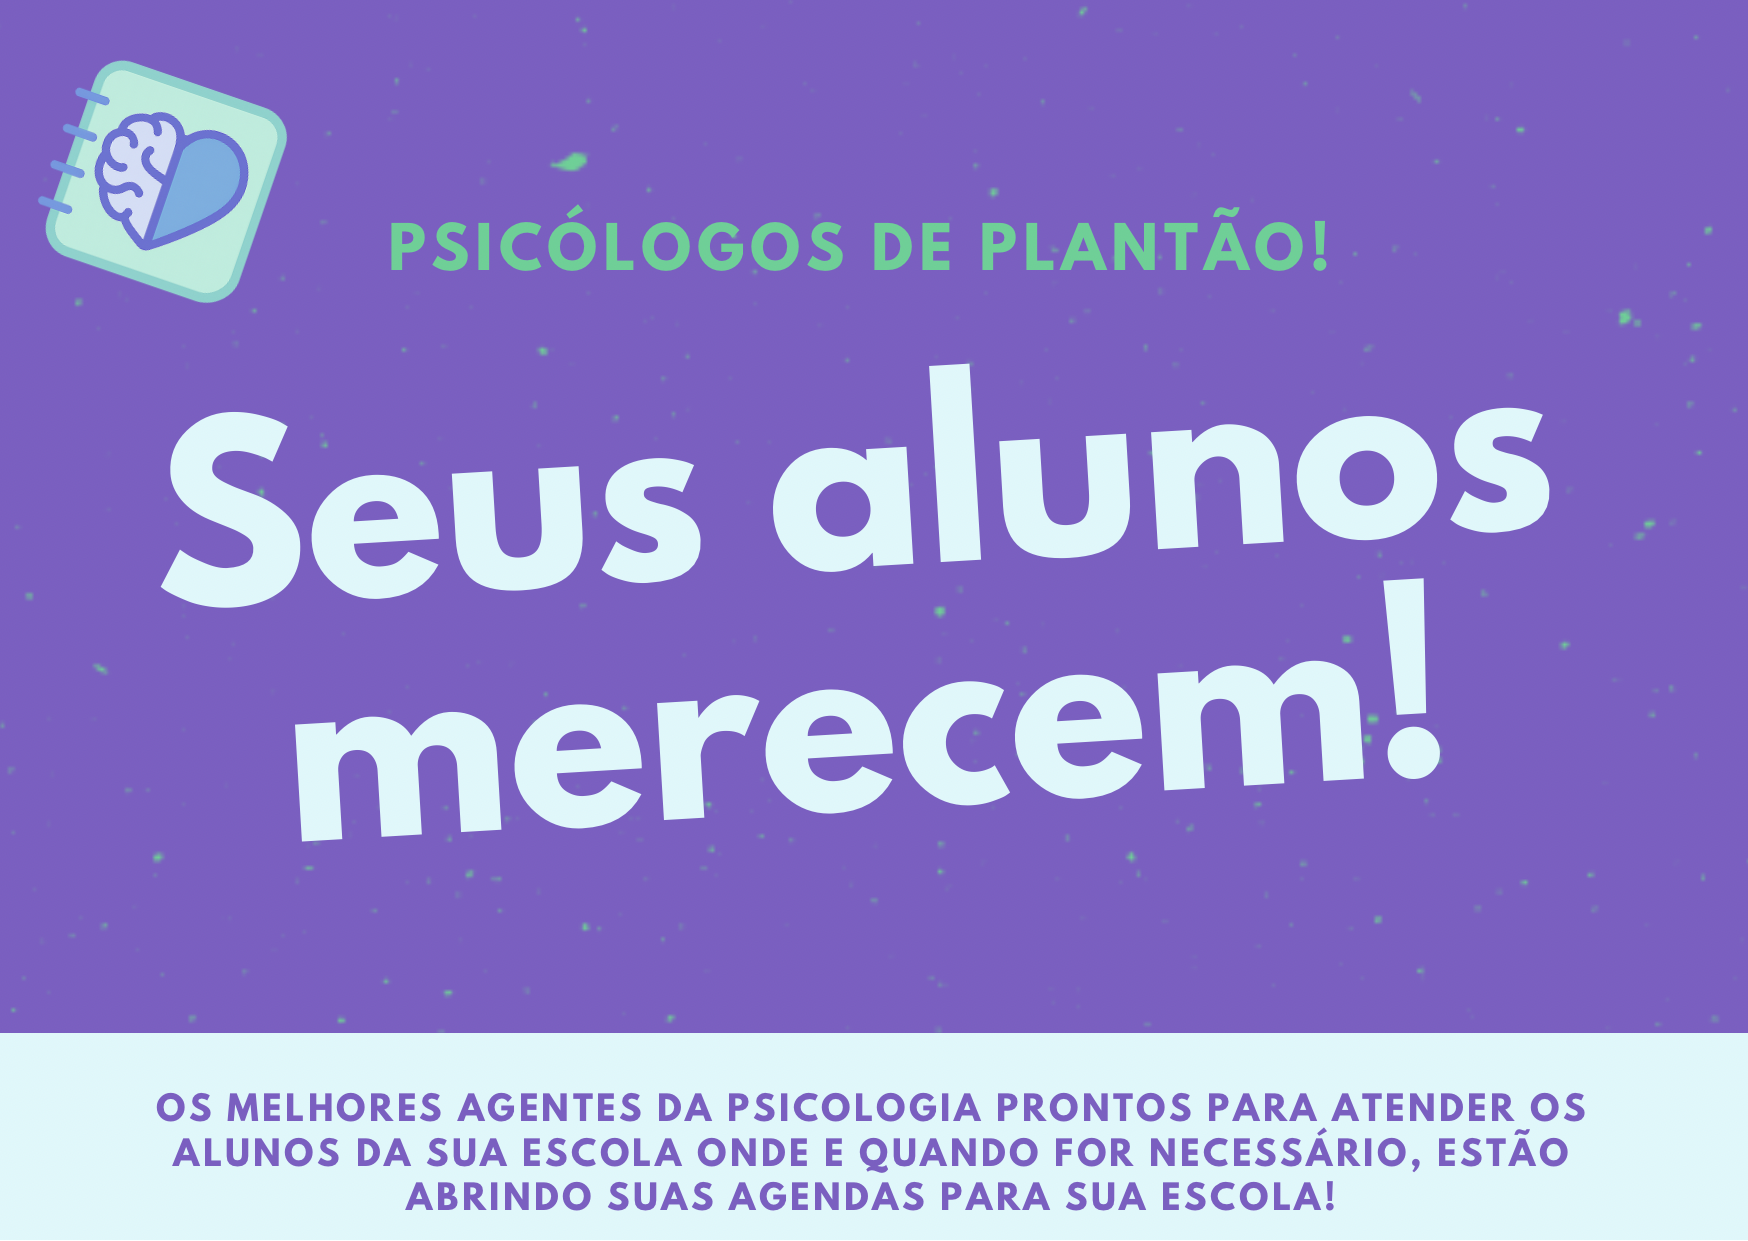 PSICÓLOGOS DE PLANTÃO!
Seus alunos
merecem!
OS MELHORES AGENTES DA PSICOLOGIA PRONTOS PARA ATENDER OS
ALUNOS DA SUA ESCOLA ONDE E QUANDO FOR NECESSÁRIO, ESTÃO
ABRINDO SUAS AGENDAS PARA SUA ESCOLA!